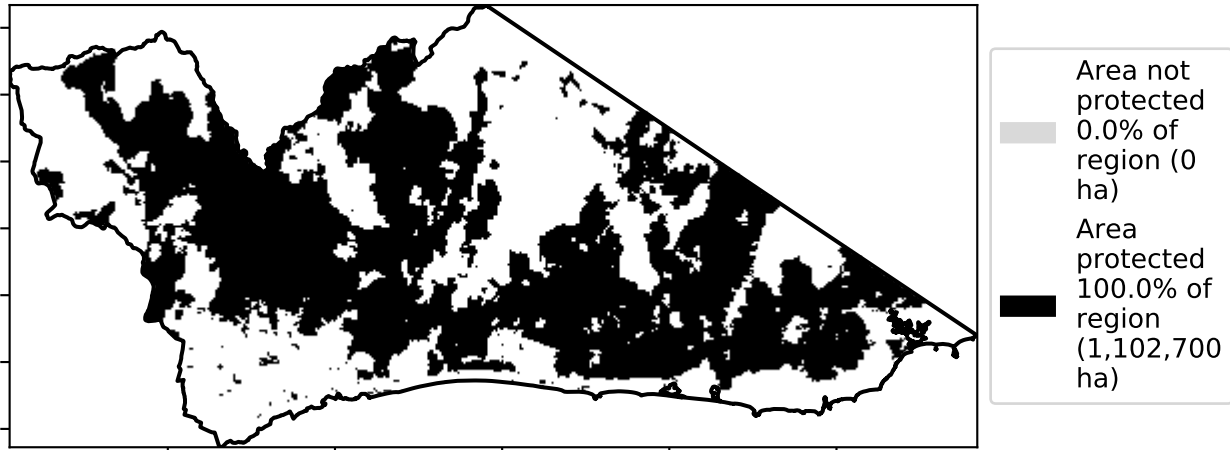 Area not
protected
0.0% of
region (0
ha)
Area
protected
100.0% of
region
(1,102,700
ha)